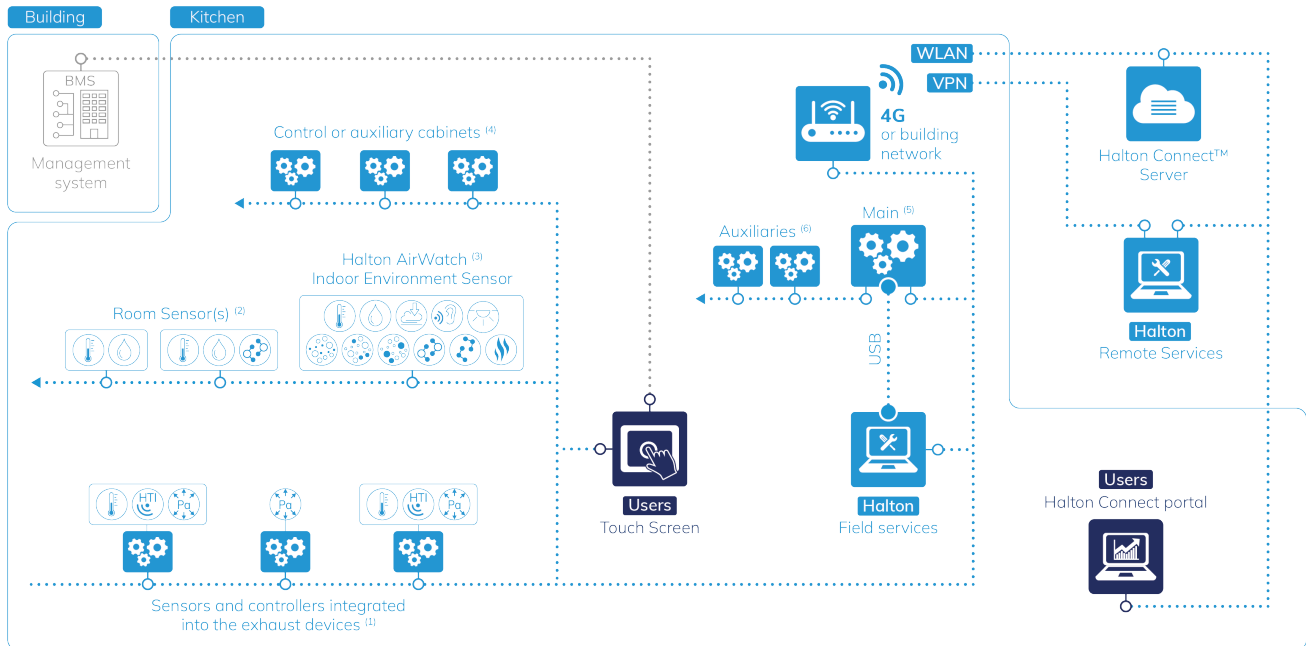 Building
Kitchen
BMS
Management
system
Control or auxiliary cabinets (4)
WLAN
VPN
4G
or building
network
Halton Connect™
Server
Main (5)
Auxiliaries (6)
Halton AirWatch (3)
Indoor Environment Sensor
Room Sensor(s) (2)
USB
Halton
Remote Services
HTI
Pa
Pa
HTI
Pa
Users
Touch Screen
Halton
Field services
Users
Halton Connect portal
Sensors and controllers integrated
into the exhaust devices (1)